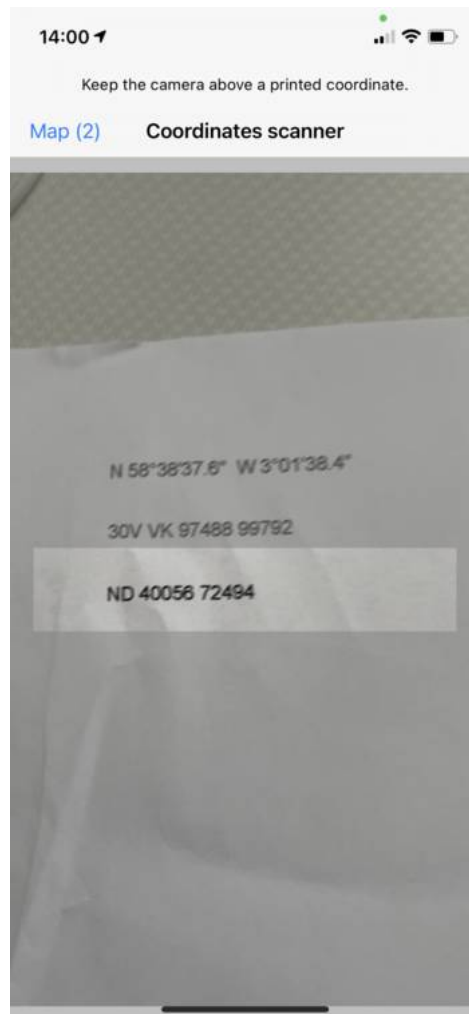 14:00
Keep the camera above a printed coordinate.
Map (2) Coordinates scanner
N 58°38'37.6" W 3°01'38.4"
30V VK 97488 99792
ND 40056 72494